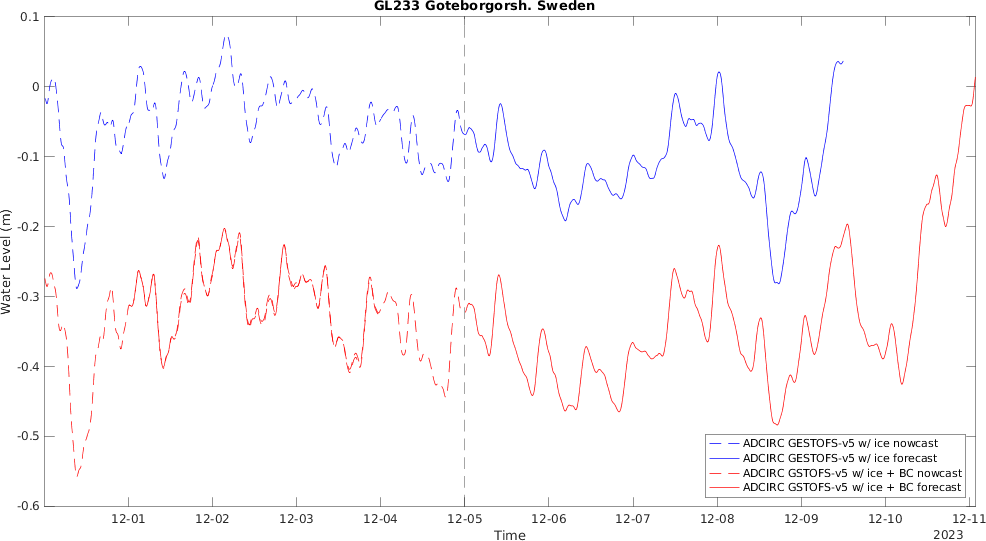 GL233 Goteborgorsh. Sweden
0.1
0
-0.1
-0.2
-0.3
-0.4
-0.5
-0.6
Water Level (m)
ADCIRC GESTOFS-v5 w/ ice nowcast
ADCIRC GESTOFS-v5 w/ ice forecast
ADCIRC GSTOFS-v5 w/ ice + BC nowcast
ADCIRC GSTOFS-v5 w/ ice + BC forecast
12-01 12-02 12-03 12-04 12-05 12-06 12-07 12-08 12-09 12-10 12-11
Time
2023